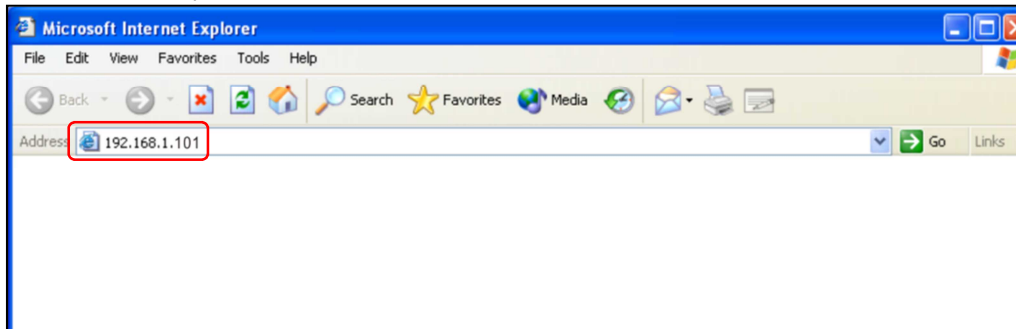 Microsoft Internet Explorer
File Edit View Favorites Tools Help
Back Search Favorites Media
Address 192.168.1.101 Go Links